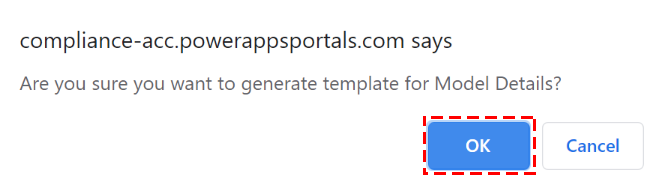 compliance-acc.powerappsportals.com says
Are you sure you want to generate template for Model Details?
OK
Cancel